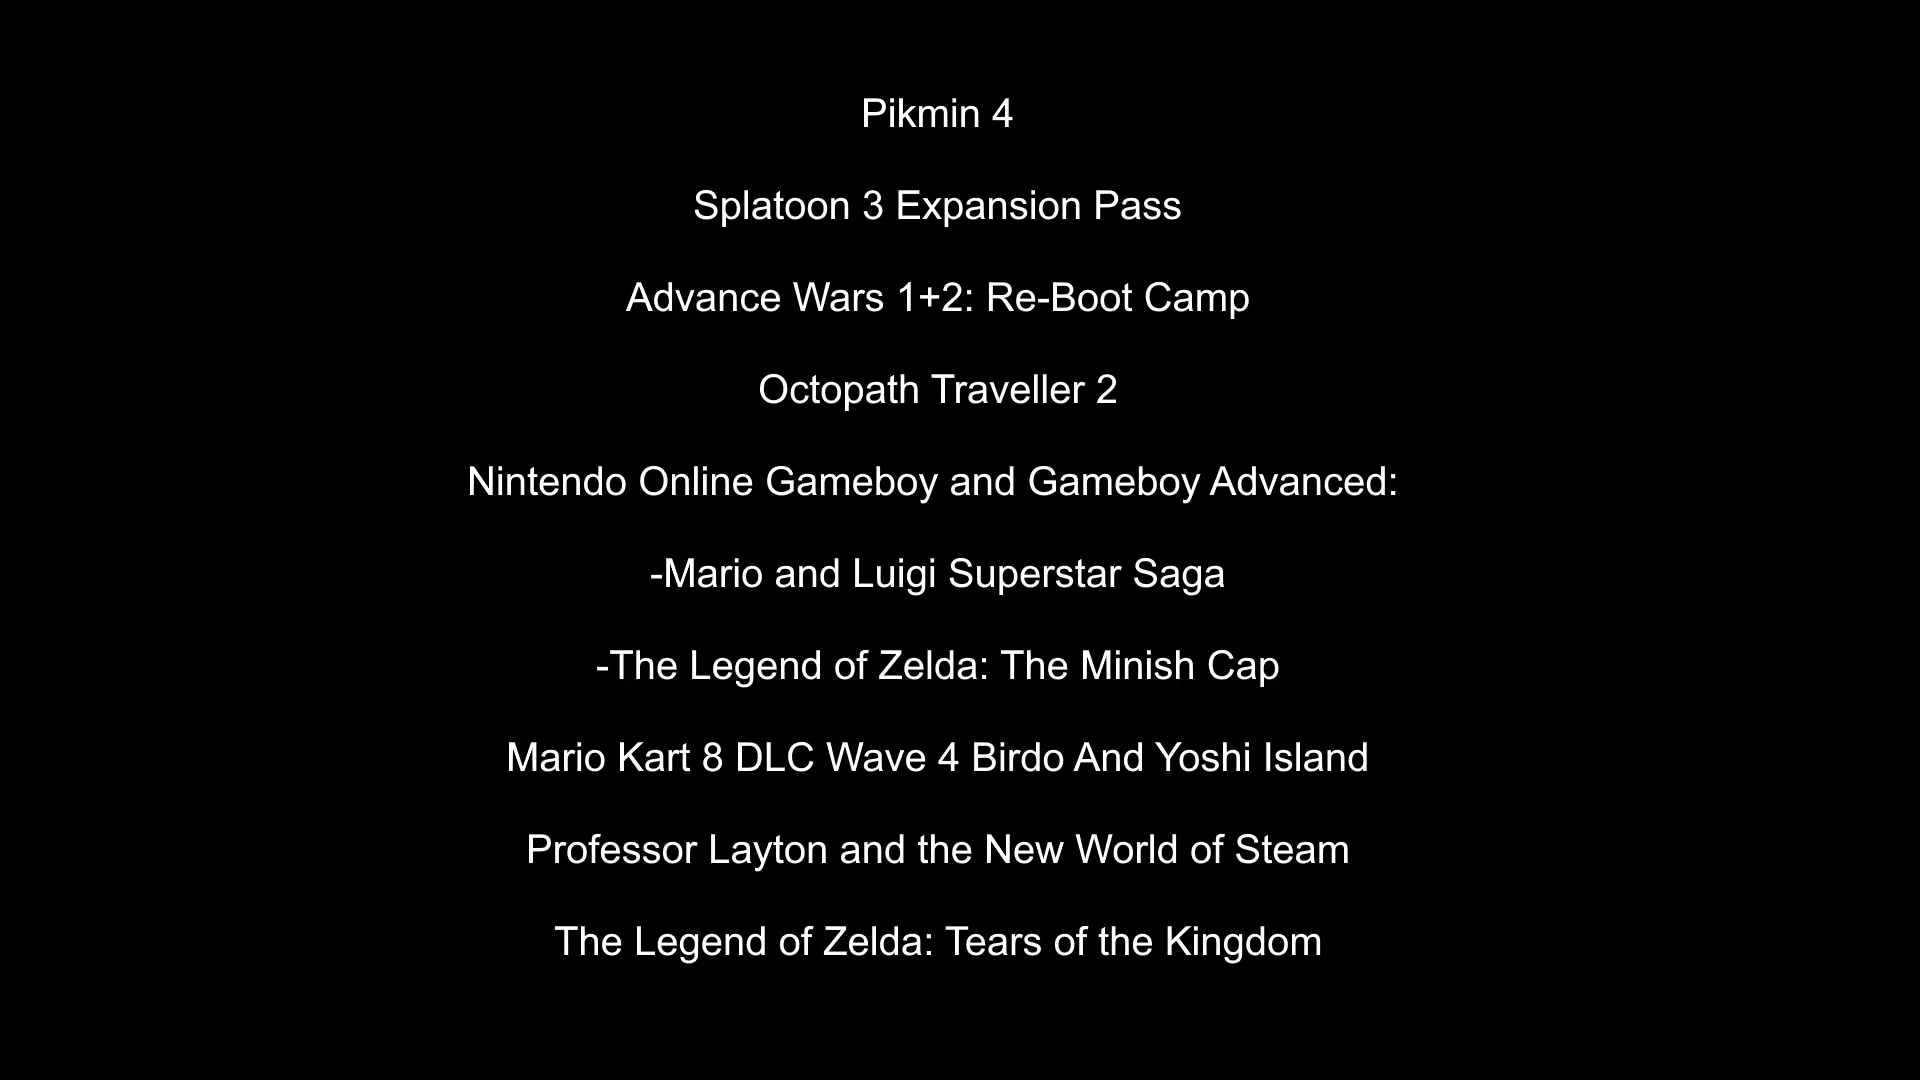 Pikmin 4
Splatoon 3 Expansion Pass
Advance Wars 1+2: Re-Boot Camp
Octopath Traveller 2
Nintendo Online Gameboy and Gameboy Advanced:
-Mario and Luigi Superstar Saga
-The Legend of Zelda: The Minish Cap
Mario Kart 8 DLC Wave 4 Birdo And Yoshi Island
Professor Layton and the New World of Steam
The Legend of Zelda: Tears of the Kingdom